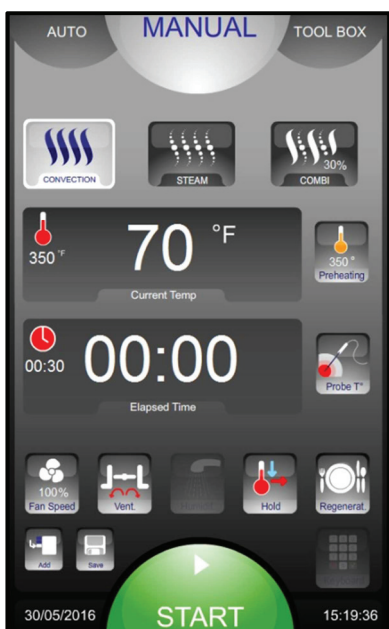 AUTO
MANUAL
TOOL BOX
CONVECTION
STEAM
30%
COMBI
350 °F
70 °F
Current Temp
350 °
Preheating
00:30
00:00
Elapsed Time
Probe T°
100%
Fan Speed
Vent.
Hold
Regenerat.
Add
Save
START
30/05/2016
15:19:36